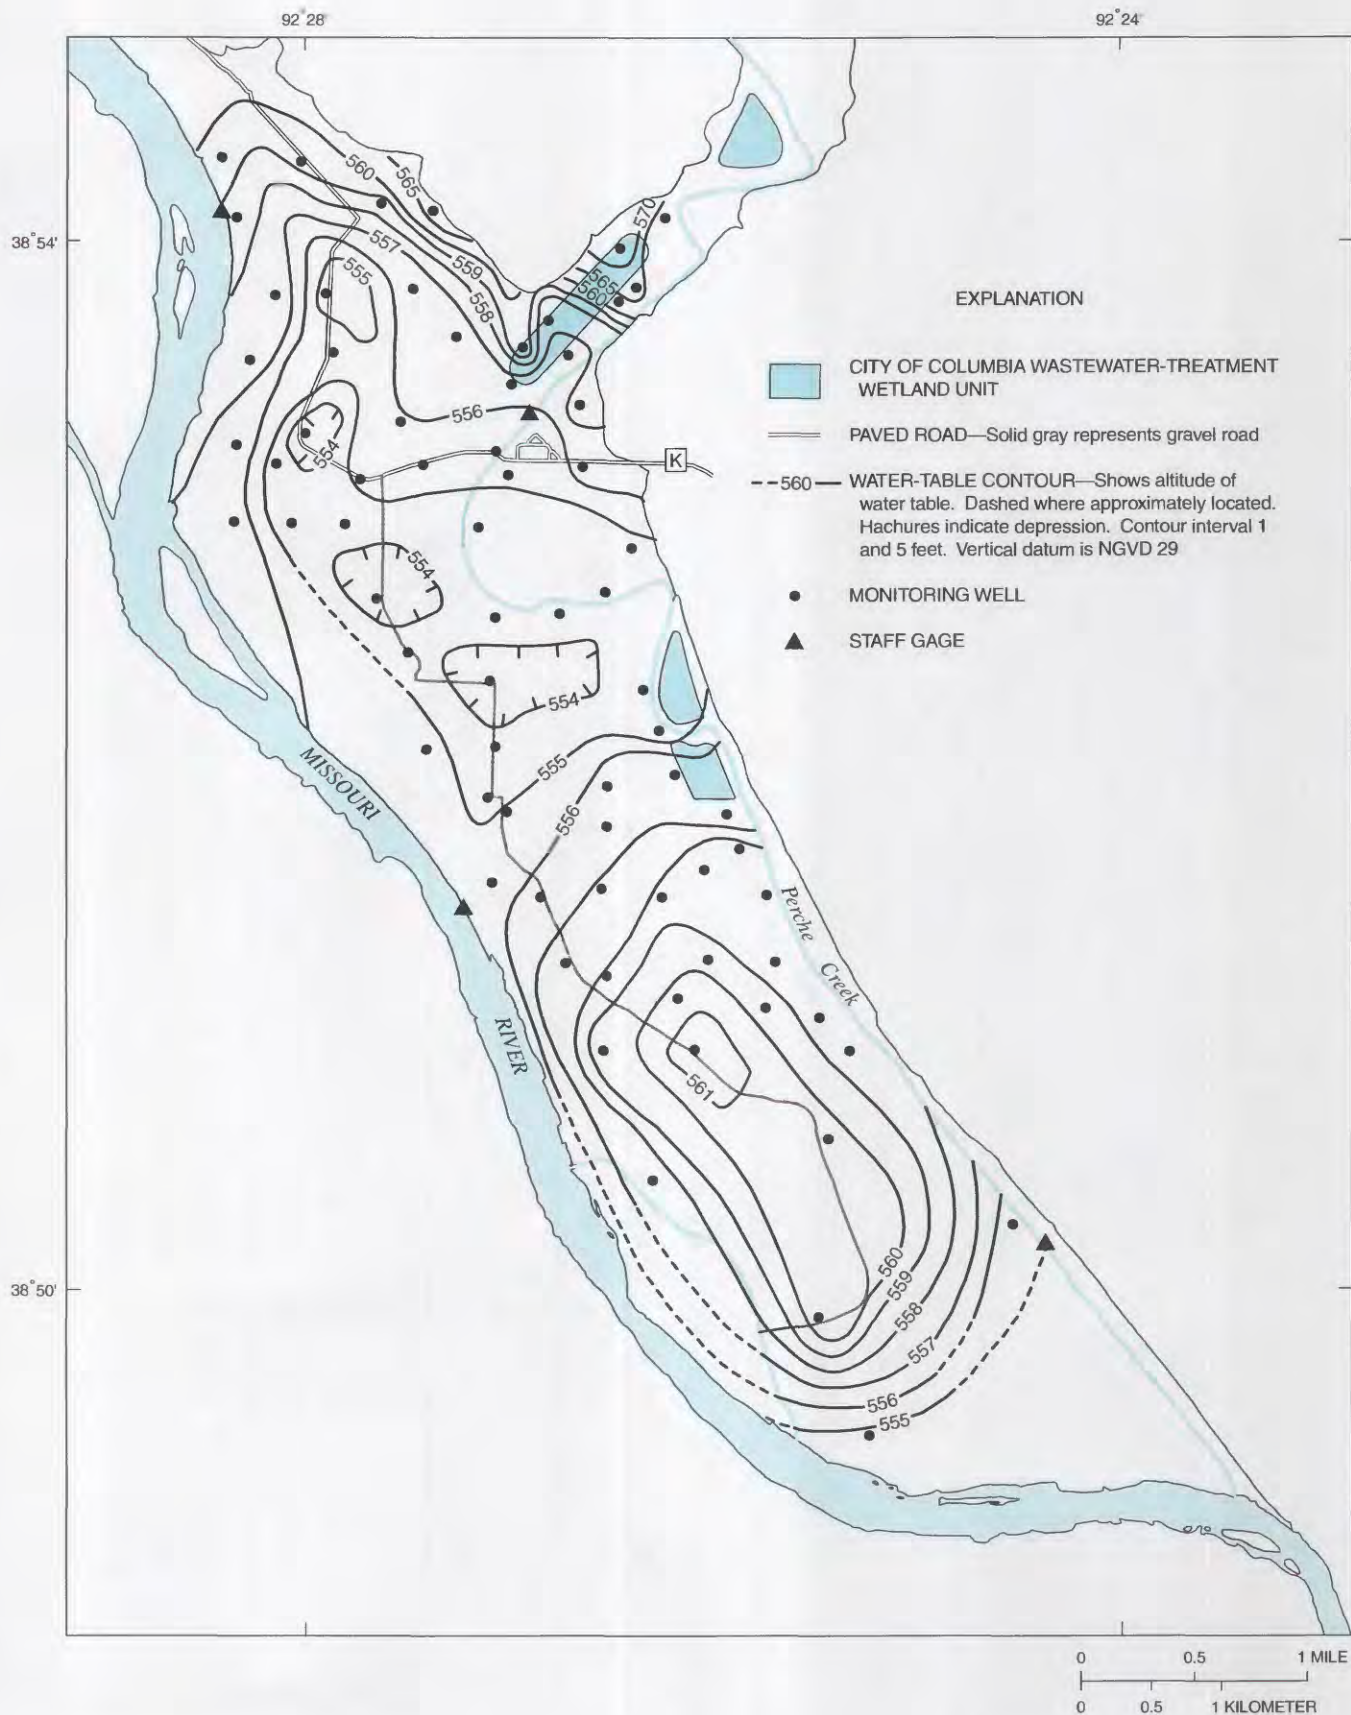 92°28'
92°24'
38°54'
38°50'
560
565
570
557
559
555
558
565
560
556
554
554
554
555
556
561
560
559
558
557
556
555
K
MISSOURI
RIVER
Perche
Creek
EXPLANATION
CITY OF COLUMBIA WASTEWATER-TREATMENT
WETLAND UNIT
PAVED ROAD—Solid gray represents gravel road
560
WATER-TABLE CONTOUR—Shows altitude of
water table. Dashed where approximately located.
Hachures indicate depression. Contour interval 1
and 5 feet. Vertical datum is NGVD 29
MONITORING WELL
STAFF GAGE
0 0.5 1 MILE
0 0.5 1 KILOMETER